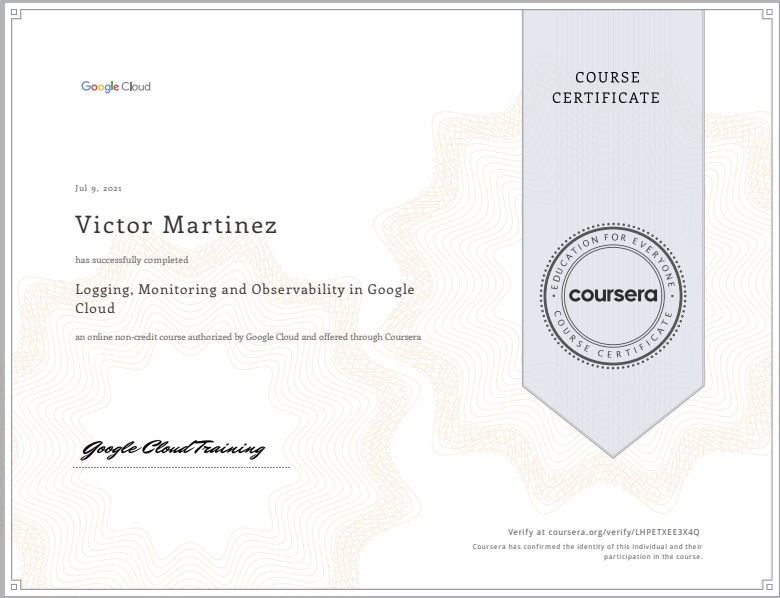 Google Cloud
COURSE
CERTIFICATE
Jul 9, 2021
Victor Martinez
has successfully completed
Logging, Monitoring and Observability in Google
Cloud
an online non-credit course authorized by Google Cloud and offered through Coursera
EDUCATION FOR EVERYONE
coursera
COURSE CERTIFICATE
Google Cloud Training
Verify at coursera.org/verify/LHPETXEE3X4Q
Coursera has confirmed the identity of this individual and their
participation in the course.